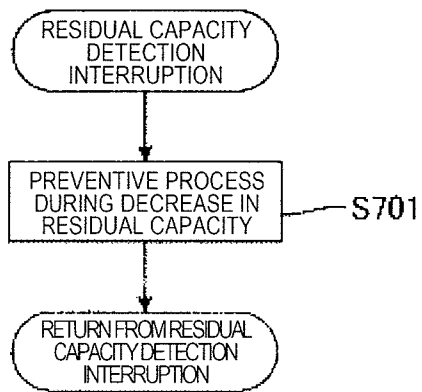 RESIDUAL CAPACITY
DETECTION
INTERRUPTION
PREVENTIVE PROCESS
DURING DECREASE IN
RESIDUAL CAPACITY
S701
RETURN FROM RESIDUAL
CAPACITY DETECTION
INTERRUPTION